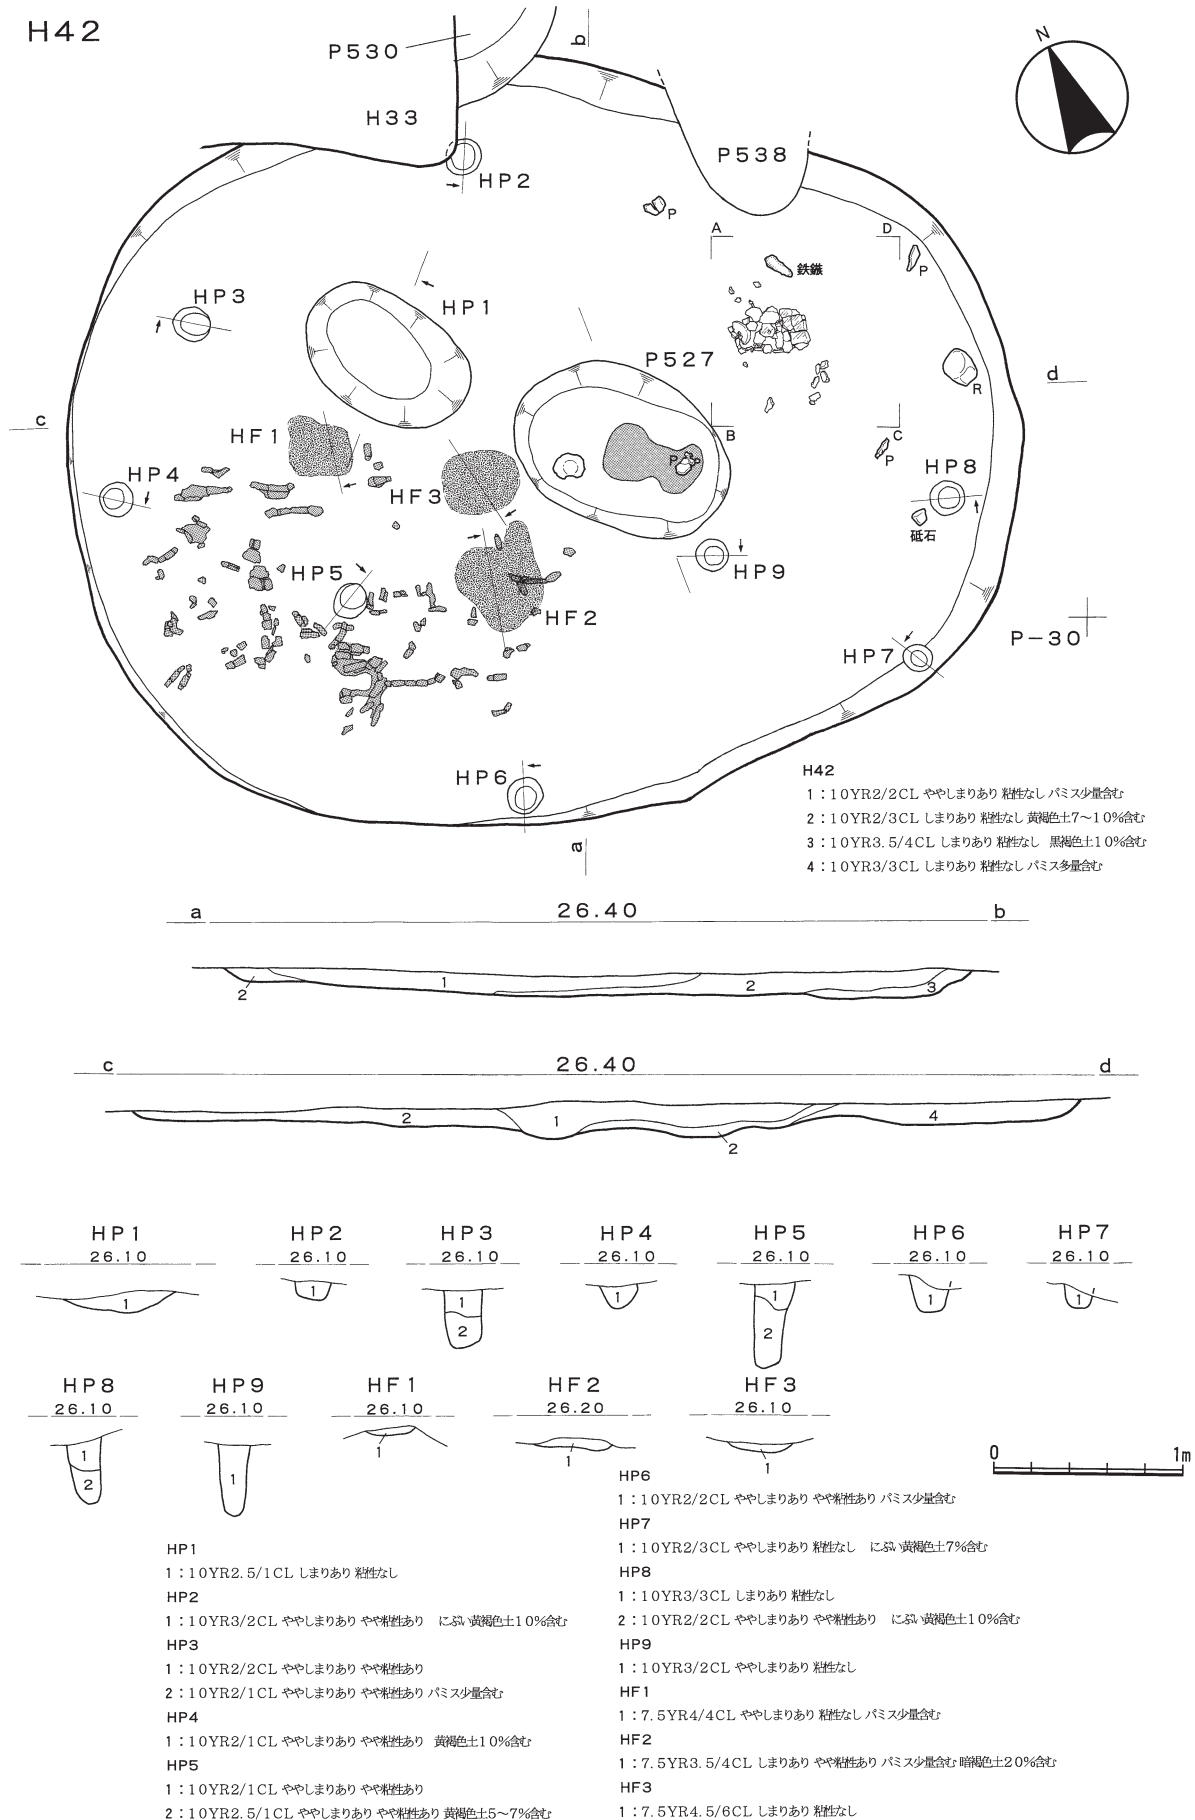 H42
P530
b
N
H33
P538
HP2
P
A
D
鉄鏃
P
HP3
HP1
P527
d
R
c
HF1
B
C
P
P
HP4
HF3
HP8
砥石
HP5
HP9
HF2
P-30
HP7
HP6
a
H42
1:10YR2/2CL ややしまりあり 粘性なし パミス少量含む
2:10YR2/3CL しまりあり 粘性なし 黄褐色土7～10%含む
3:10YR3.5/4CL しまりあり 粘性なし 黒褐色土10%含む
4:10YR3/3CL しまりあり 粘性なし パミス多量含む
a 26.40 b
2 1 2 3
c 26.40 d
2 1 2 4
HP1 HP2 HP3 HP4 HP5 HP6 HP7
26.10 26.10 26.10 26.10 26.10 26.10 26.10
1 1 1 1 1 1 1
2 2
HP8 HP9 HF1 HF2 HF3
26.10 26.10 26.10 26.20 26.10
1 1 1 1 1
2
0 1m
HP1
1:10YR2.5/1CL しまりあり 粘性なし
HP2
1:10YR3/2CL ややしまりあり やや粘性あり にぶい黄褐色土10%含む
HP3
1:10YR2/2CL ややしまりあり やや粘性あり
2:10YR2/1CL ややしまりあり やや粘性あり パミス少量含む
HP4
1:10YR2/1CL ややしまりあり やや粘性あり 黄褐色土10%含む
HP5
1:10YR2/1CL ややしまりあり やや粘性あり
2:10YR2.5/1CL ややしまりあり やや粘性あり 黄褐色土5～7%含む
HP6
1:10YR2/2CL ややしまりあり やや粘性あり パミス少量含む
HP7
1:10YR2/3CL ややしまりあり 粘性なし にぶい黄褐色土7%含む
HP8
1:10YR3/3CL しまりあり 粘性なし
2:10YR2/2CL ややしまりあり やや粘性あり にぶい黄褐色土10%含む
HP9
1:10YR3/2CL ややしまりあり 粘性なし
HF1
1:7.5YR4/4CL ややしまりあり 粘性なし パミス少量含む
HF2
1:7.5YR3.5/4CL しまりあり やや粘性あり パミス少量含む 暗褐色土20%含む
HF3
1:7.5YR4.5/6CL しまりあり 粘性なし